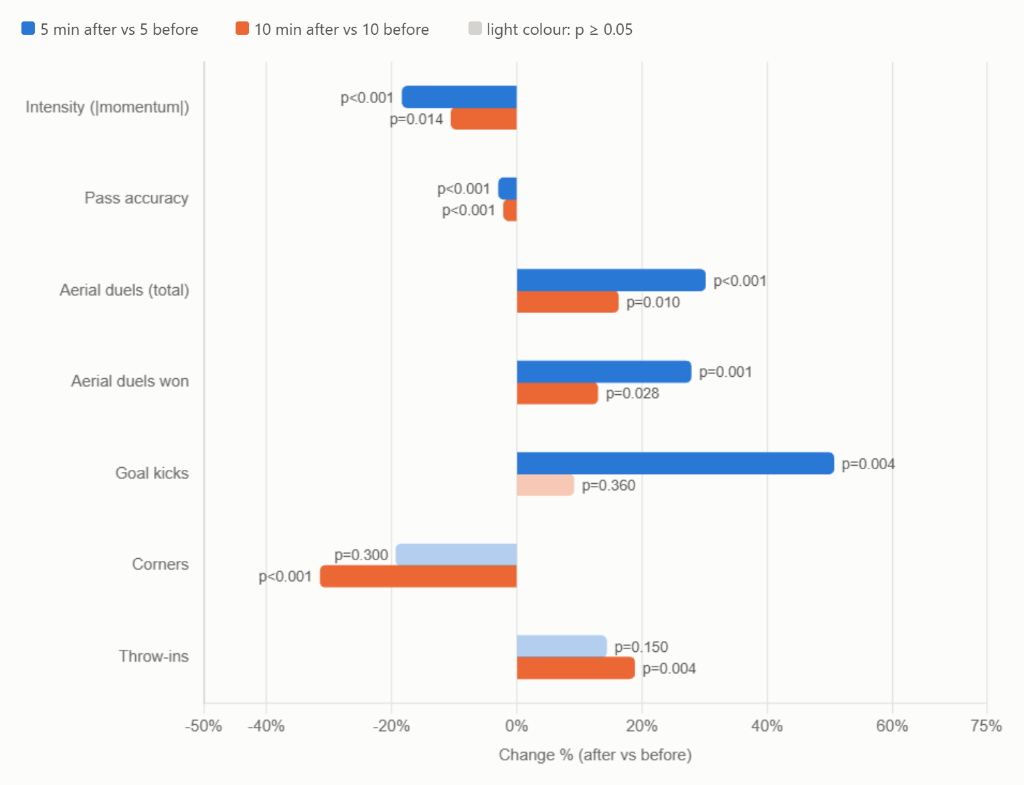 5 min after vs 5 before
10 min after vs 10 before
light colour: p ≥ 0.05
Intensity (|momentum|)
p<0.001
p=0.014
Pass accuracy
p<0.001
p<0.001
Aerial duels (total)
p<0.001
p=0.010
Aerial duels won
p=0.001
p=0.028
Goal kicks
p=0.004
p=0.360
Corners
p=0.300
p<0.001
Throw-ins
p=0.150
p=0.004
-50% -40% -20% 0% 20% 40% 60% 75%
Change % (after vs before)